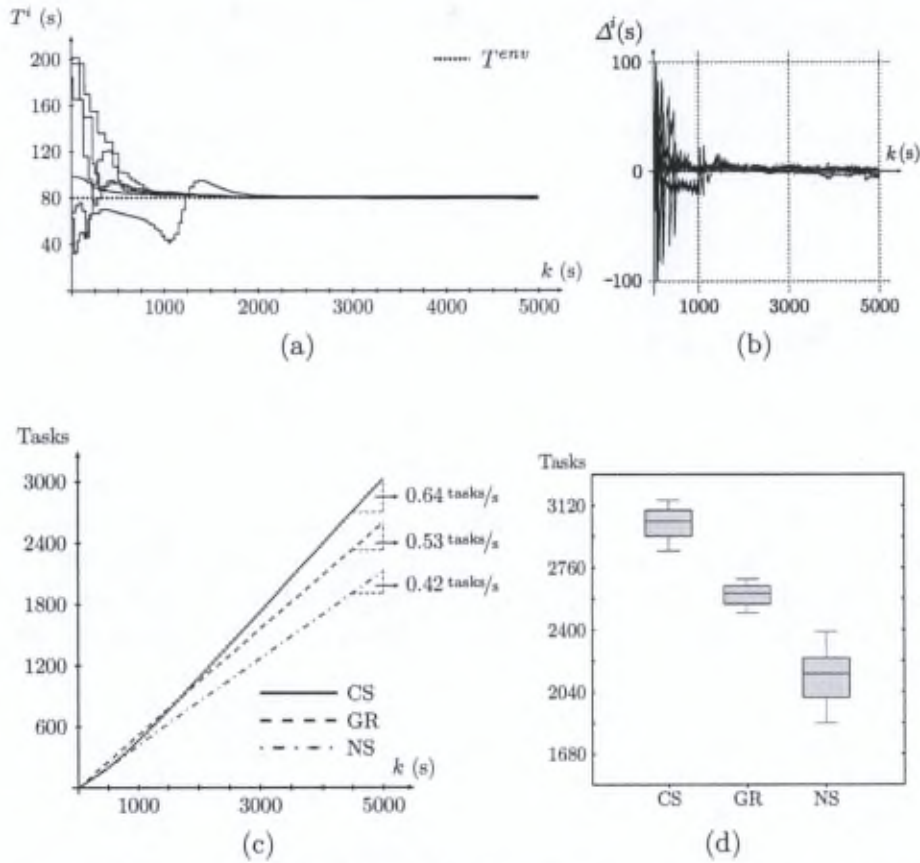 T^i (s)
200
160
120
80
40
T^env
k (s)
1000
2000
3000
4000
5000
(a)
Δ^i(s)
100
0
-100
k(s)
1000
3000
5000
(b)
Tasks
3000
2400
1800
1200
600
0.64 tasks/s
0.53 tasks/s
0.42 tasks/s
CS
GR
NS
k (s)
1000
2000
3000
4000
5000
(c)
Tasks
3120
2760
2400
2040
1680
CS
GR
NS
(d)